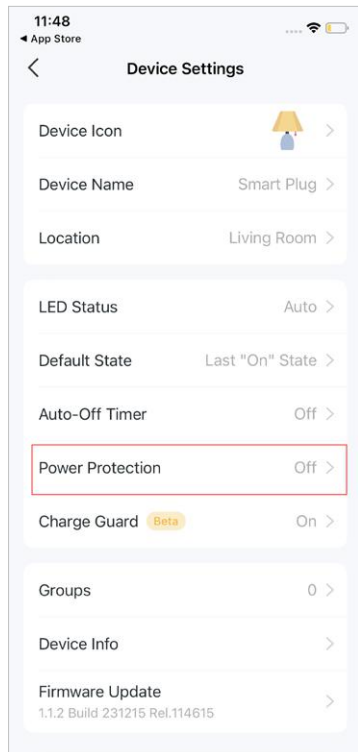 11:48
◀ App Store
Device Settings
Device Icon
Device Name Smart Plug
Location Living Room
LED Status Auto
Default State Last "On" State
Auto-Off Timer Off
Power Protection Off
Charge Guard Beta On
Groups 0
Device Info
Firmware Update
1.1.2 Build 231215 Rel.114615